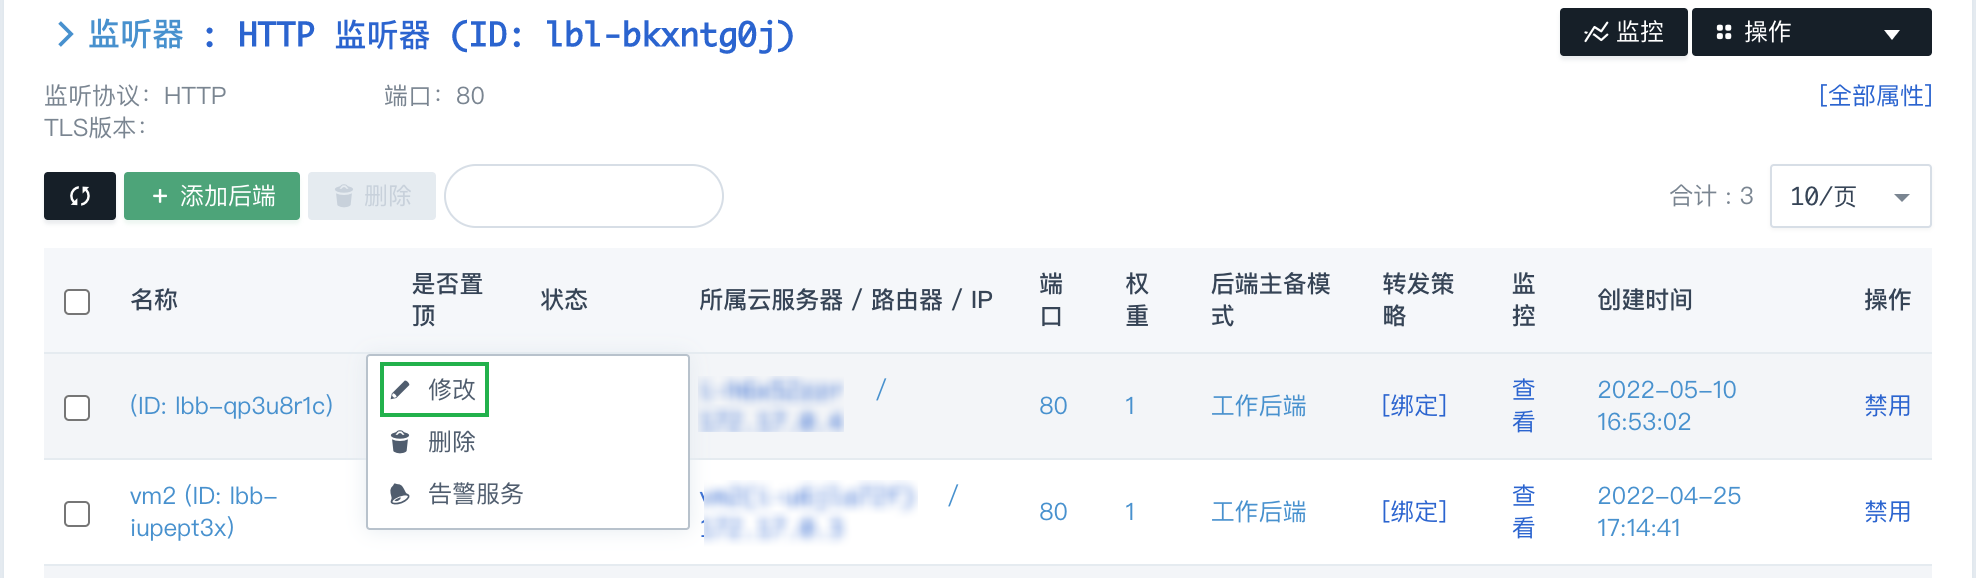 监听器 : HTTP 监听器 (ID: lbl-bkxntg0j)
监控
操作
监听协议：HTTP
端口：80
[全部属性]
TLS版本：
+ 添加后端
删除
合计 : 3
10/页
名称
是否置顶
状态
所属云服务器 / 路由器 / IP
端口
权重
后端主备模式
转发策略
监控
创建时间
操作
(ID: lbb-qp3u8r1c)
修改
删除
告警服务
/
80
1
工作后端
[绑定]
查看
2022-05-10
16:53:02
禁用
vm2 (ID: lbb-
iupept3x)
/
80
1
工作后端
[绑定]
查看
2022-04-25
17:14:41
禁用